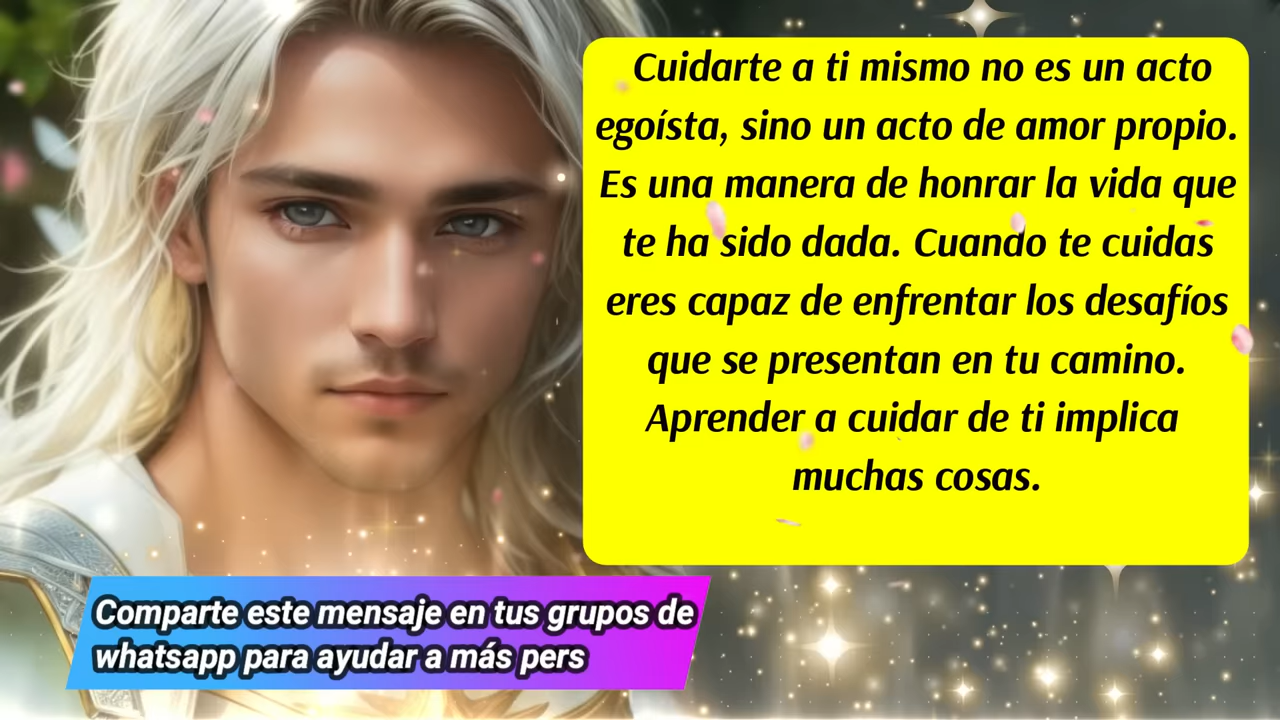 Cuidarte a ti mismo no es un acto
egoísta, sino un acto de amor propio.
Es una manera de honrar la vida que
te ha sido dada. Cuando te cuidas
eres capaz de enfrentar los desafíos
que se presentan en tu camino.
Aprender a cuidar de ti implica
muchas cosas.
Comparte este mensaje en tus grupos de
whatsapp para ayudar a más pers